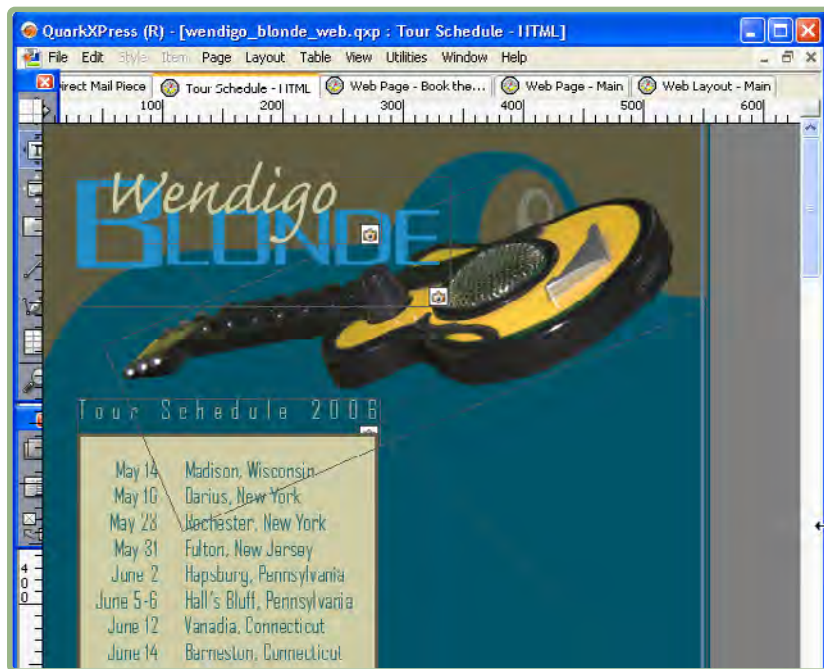 QuarkXPress (R) - [wendigo_blonde_web.qxp : Tour Schedule - HTML]
File Edit Style Item Page Layout Table View Utilities Window Help
irect Mail Piece Tour Schedule - HTML Web Page - Book the... Web Page - Main Web Layout - Main
100 200 300 400 500 600
Wendigo
BLONDE
Tour Schedule 2006
May 14 Madison, Wisconsin
May 16 Darius, New York
May 28 Rochester, New York
May 31 Fulton, New Jersey
June 2 Hapsburg, Pennsylvania
June 5-6 Hall's Bluff, Pennsylvania
June 12 Vanadia, Connecticut
June 14 Barneston, Connecticut
400